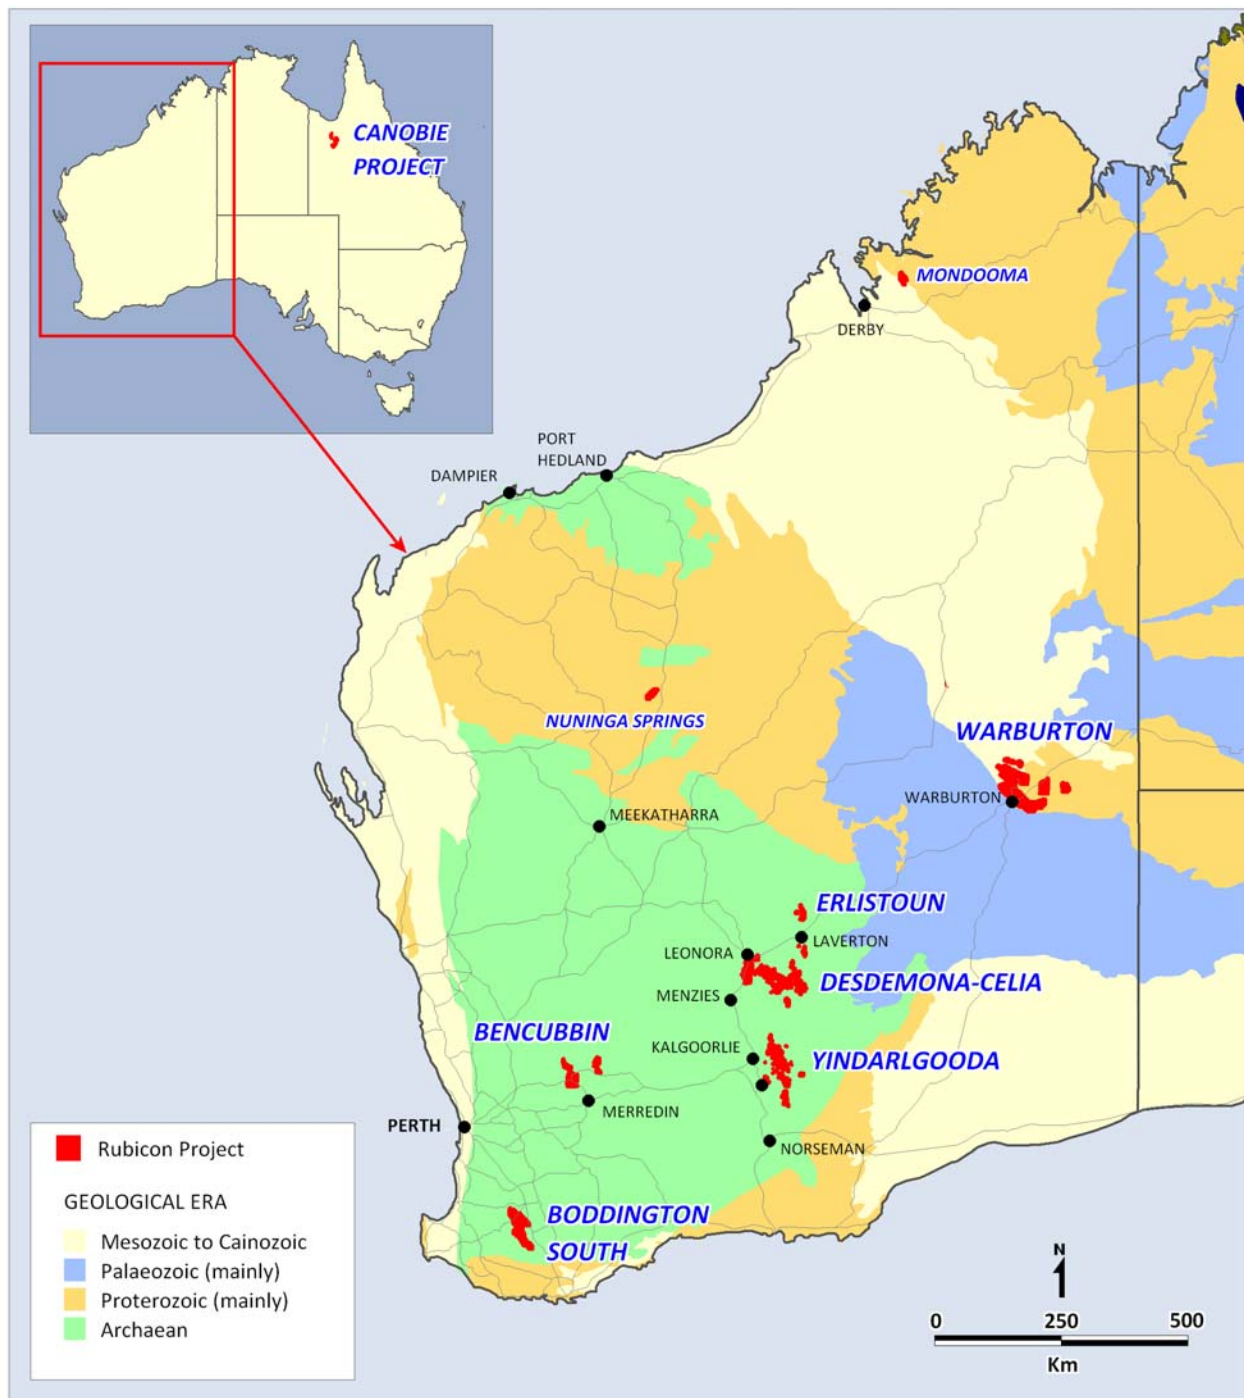 CANOBIE
PROJECT
MONDOOMA
DERBY
PORT
HEDLAND
DAMPIER
NUNINGA SPRINGS
WARBURTON
WARBURTON
MEEKATHARRA
ERLISTOUN
LAVERTON
LEONORA
DESDEMONA-CELIA
MENZIES
BENCUBBIN
KALGOORLIE
YINDARLGOODA
MERREDIN
PERTH
NORSEMAN
BODDINGTON
SOUTH
Rubicon Project
GEOLOGICAL ERA
Mesozoic to Cainozoic
Palaeozoic (mainly)
Proterozoic (mainly)
Archaean
N
0 250 500
Km